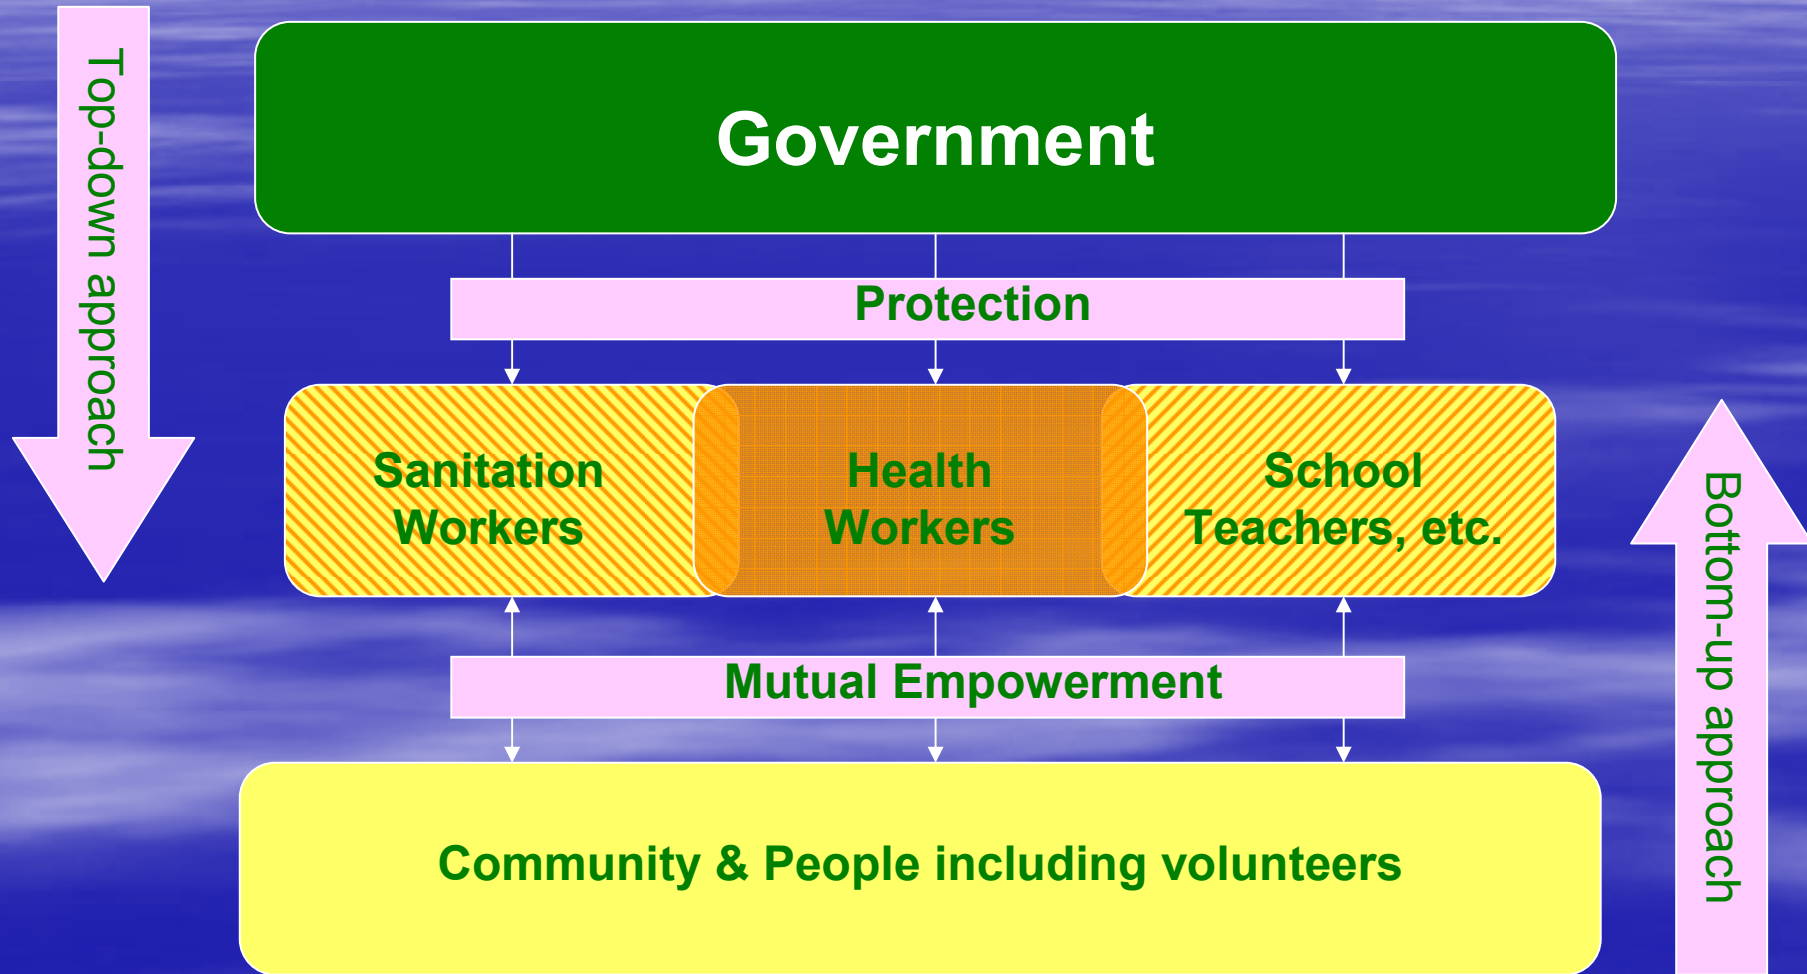 Top-down approach
Government
Protection
Sanitation
Workers
Health
Workers
School
Teachers, etc.
Mutual Empowerment
Community & People including volunteers
Bottom-up approach